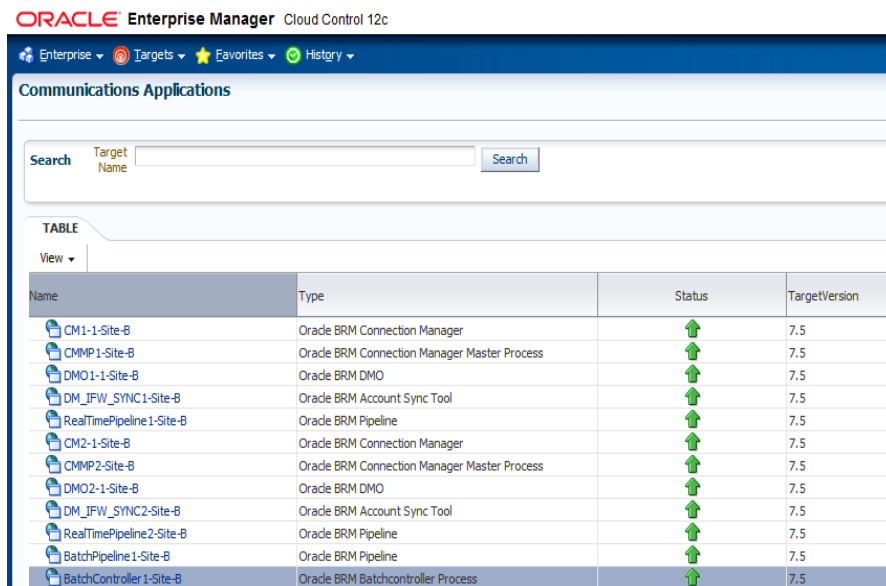 ORACLE Enterprise Manager Cloud Control 12c
Enterprise Targets Favorites History
Communications Applications
Search Target Name Search
TABLE
View
Name Type Status TargetVersion
CM1-1-Site-B Oracle BRM Connection Manager 7.5
CMMP1-Site-B Oracle BRM Connection Manager Master Process 7.5
DMO1-1-Site-B Oracle BRM DMO 7.5
DM_IFW_SYNC1-Site-B Oracle BRM Account Sync Tool 7.5
RealTimePipeline1-Site-B Oracle BRM Pipeline 7.5
CM2-1-Site-B Oracle BRM Connection Manager 7.5
CMMP2-Site-B Oracle BRM Connection Manager Master Process 7.5
DMO2-1-Site-B Oracle BRM DMO 7.5
DM_IFW_SYNC2-Site-B Oracle BRM Account Sync Tool 7.5
RealTimePipeline2-Site-B Oracle BRM Pipeline 7.5
BatchPipeline1-Site-B Oracle BRM Pipeline 7.5
BatchController1-Site-B Oracle BRM Batchcontroller Process 7.5